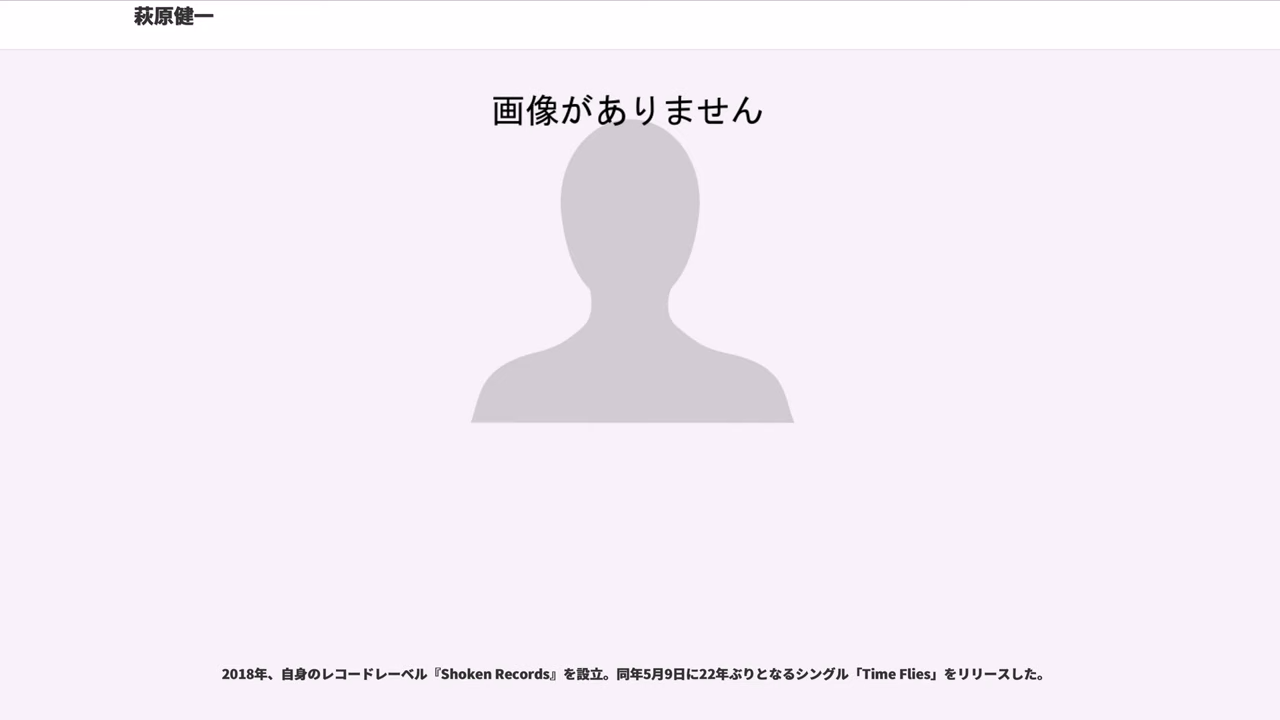 萩原健一
画像がありません
2018年、自身のレコードレーベル『Shoken Records』を設立。同年5月9日に22年ぶりとなるシングル「Time Flies」をリリースした。